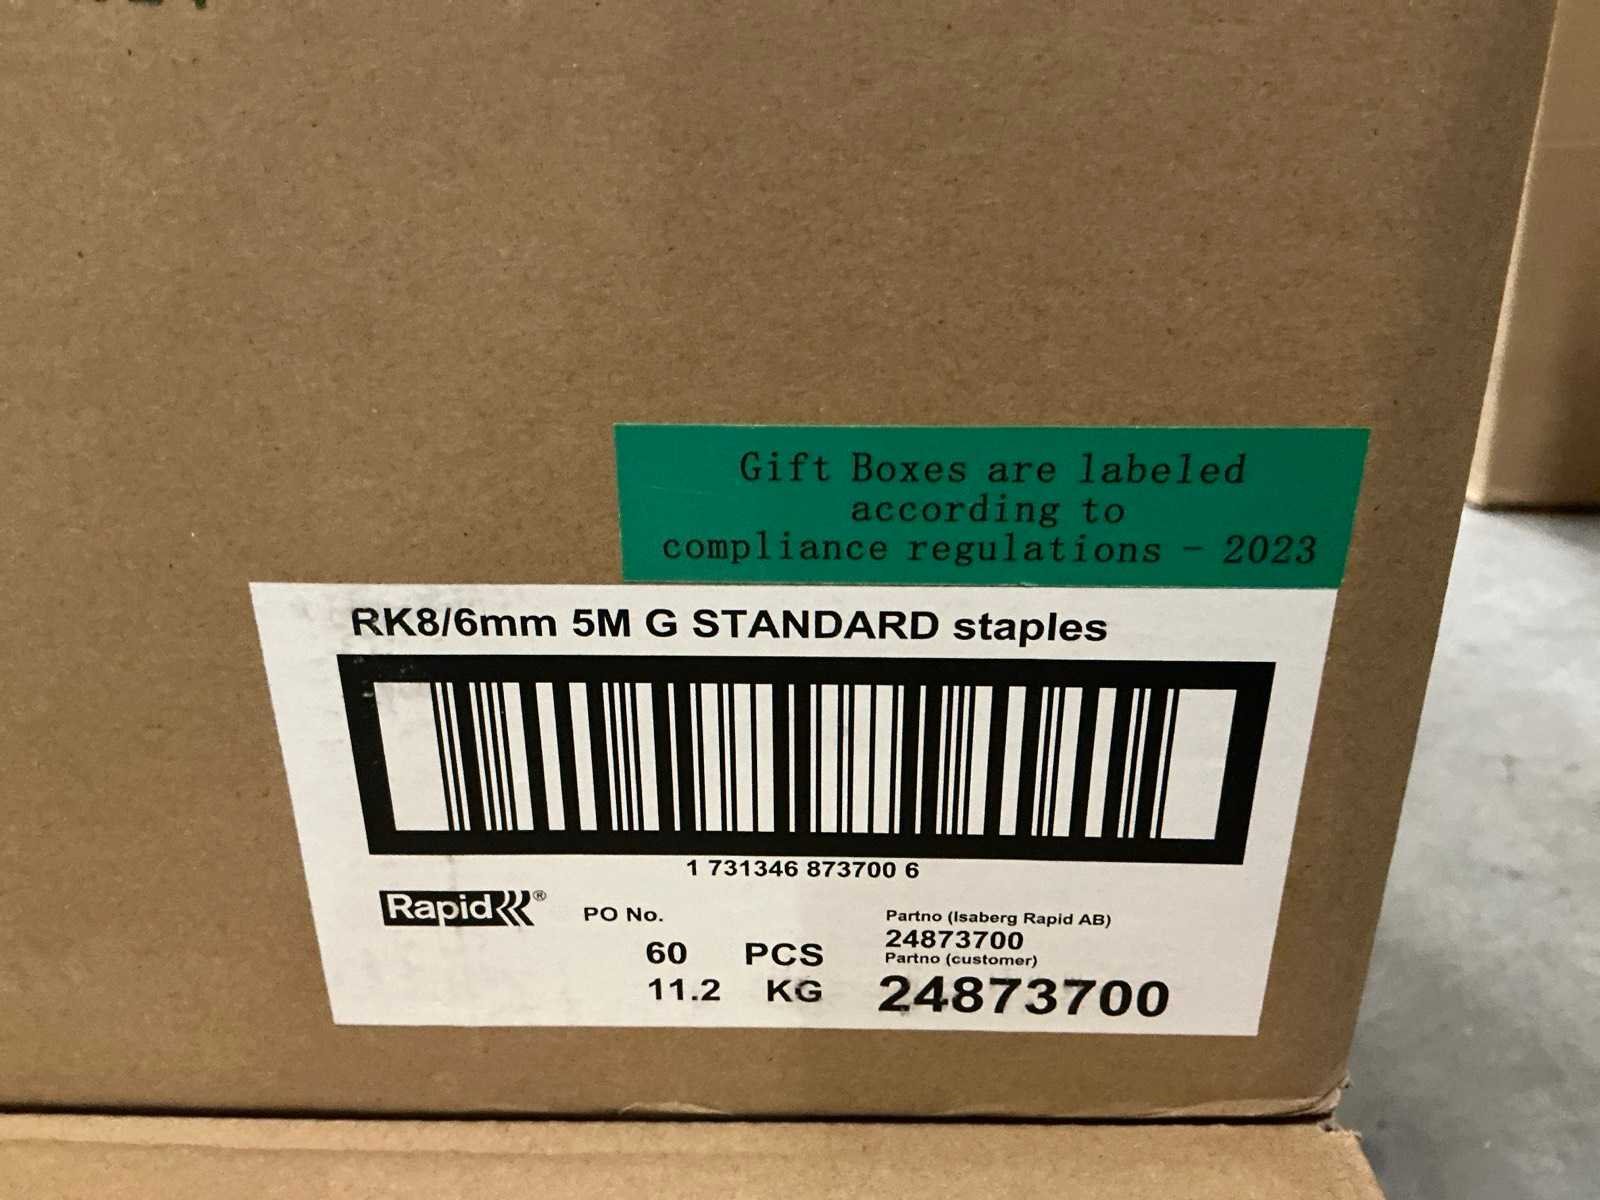 Gift Boxes are labeled
according to
compliance regulations - 2023
RK8/6mm 5M G STANDARD staples
1 731346 873700 6
Rapid®
PO No.
60 PCS
11.2 KG
Partno (Isaberg Rapid AB)
24873700
Partno (customer)
24873700